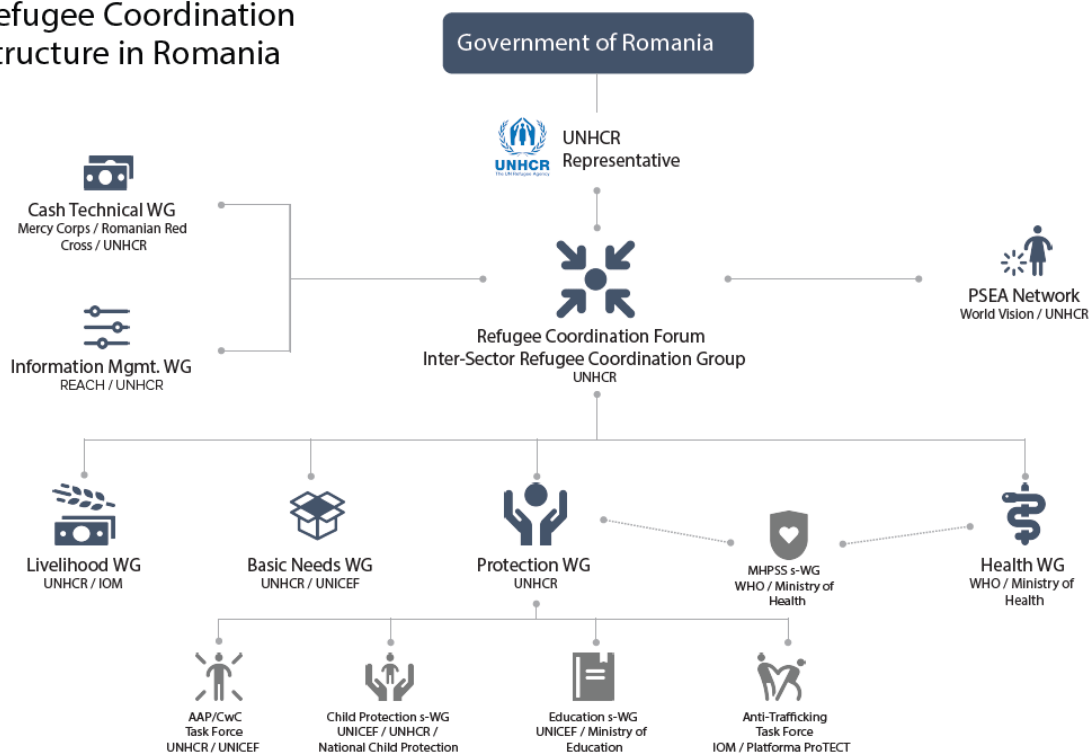 efugee Coordination
tructure in Romania
Government of Romania
UNHCR
The UN Refugee Agency
UNHCR
Representative
Cash Technical WG
Mercy Corps / Romanian Red
Cross / UNHCR
Information Mgmt. WG
REACH / UNHCR
Refugee Coordination Forum
Inter-Sector Refugee Coordination Group
UNHCR
PSEA Network
World Vision / UNHCR
Livelihood WG
UNHCR / IOM
Basic Needs WG
UNHCR / UNICEF
Protection WG
UNHCR
MHPSS s-WG
WHO / Ministry of
Health
Health WG
WHO / Ministry of
Health
AAP/CwC
Task Force
UNHCR / UNICEF
Child Protection s-WG
UNICEF / UNHCR /
National Child Protection
Education s-WG
UNICEF / Ministry of
Education
Anti-Trafficking
Task Force
IOM / Platforma ProTECT